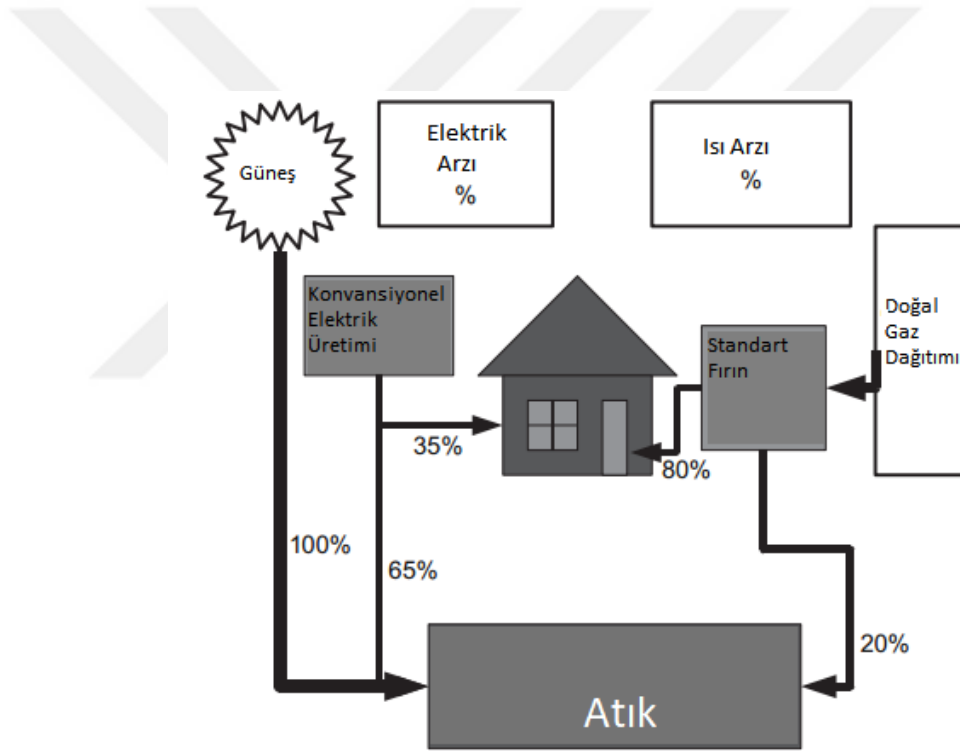 Güneş
Elektrik
Arzı
%
Isı Arzı
%
Konvansiyonel
Elektrik
Üretimi
Standart
Fırın
Doğal
Gaz
Dağıtımı
35%
80%
100%
65%
20%
Atık